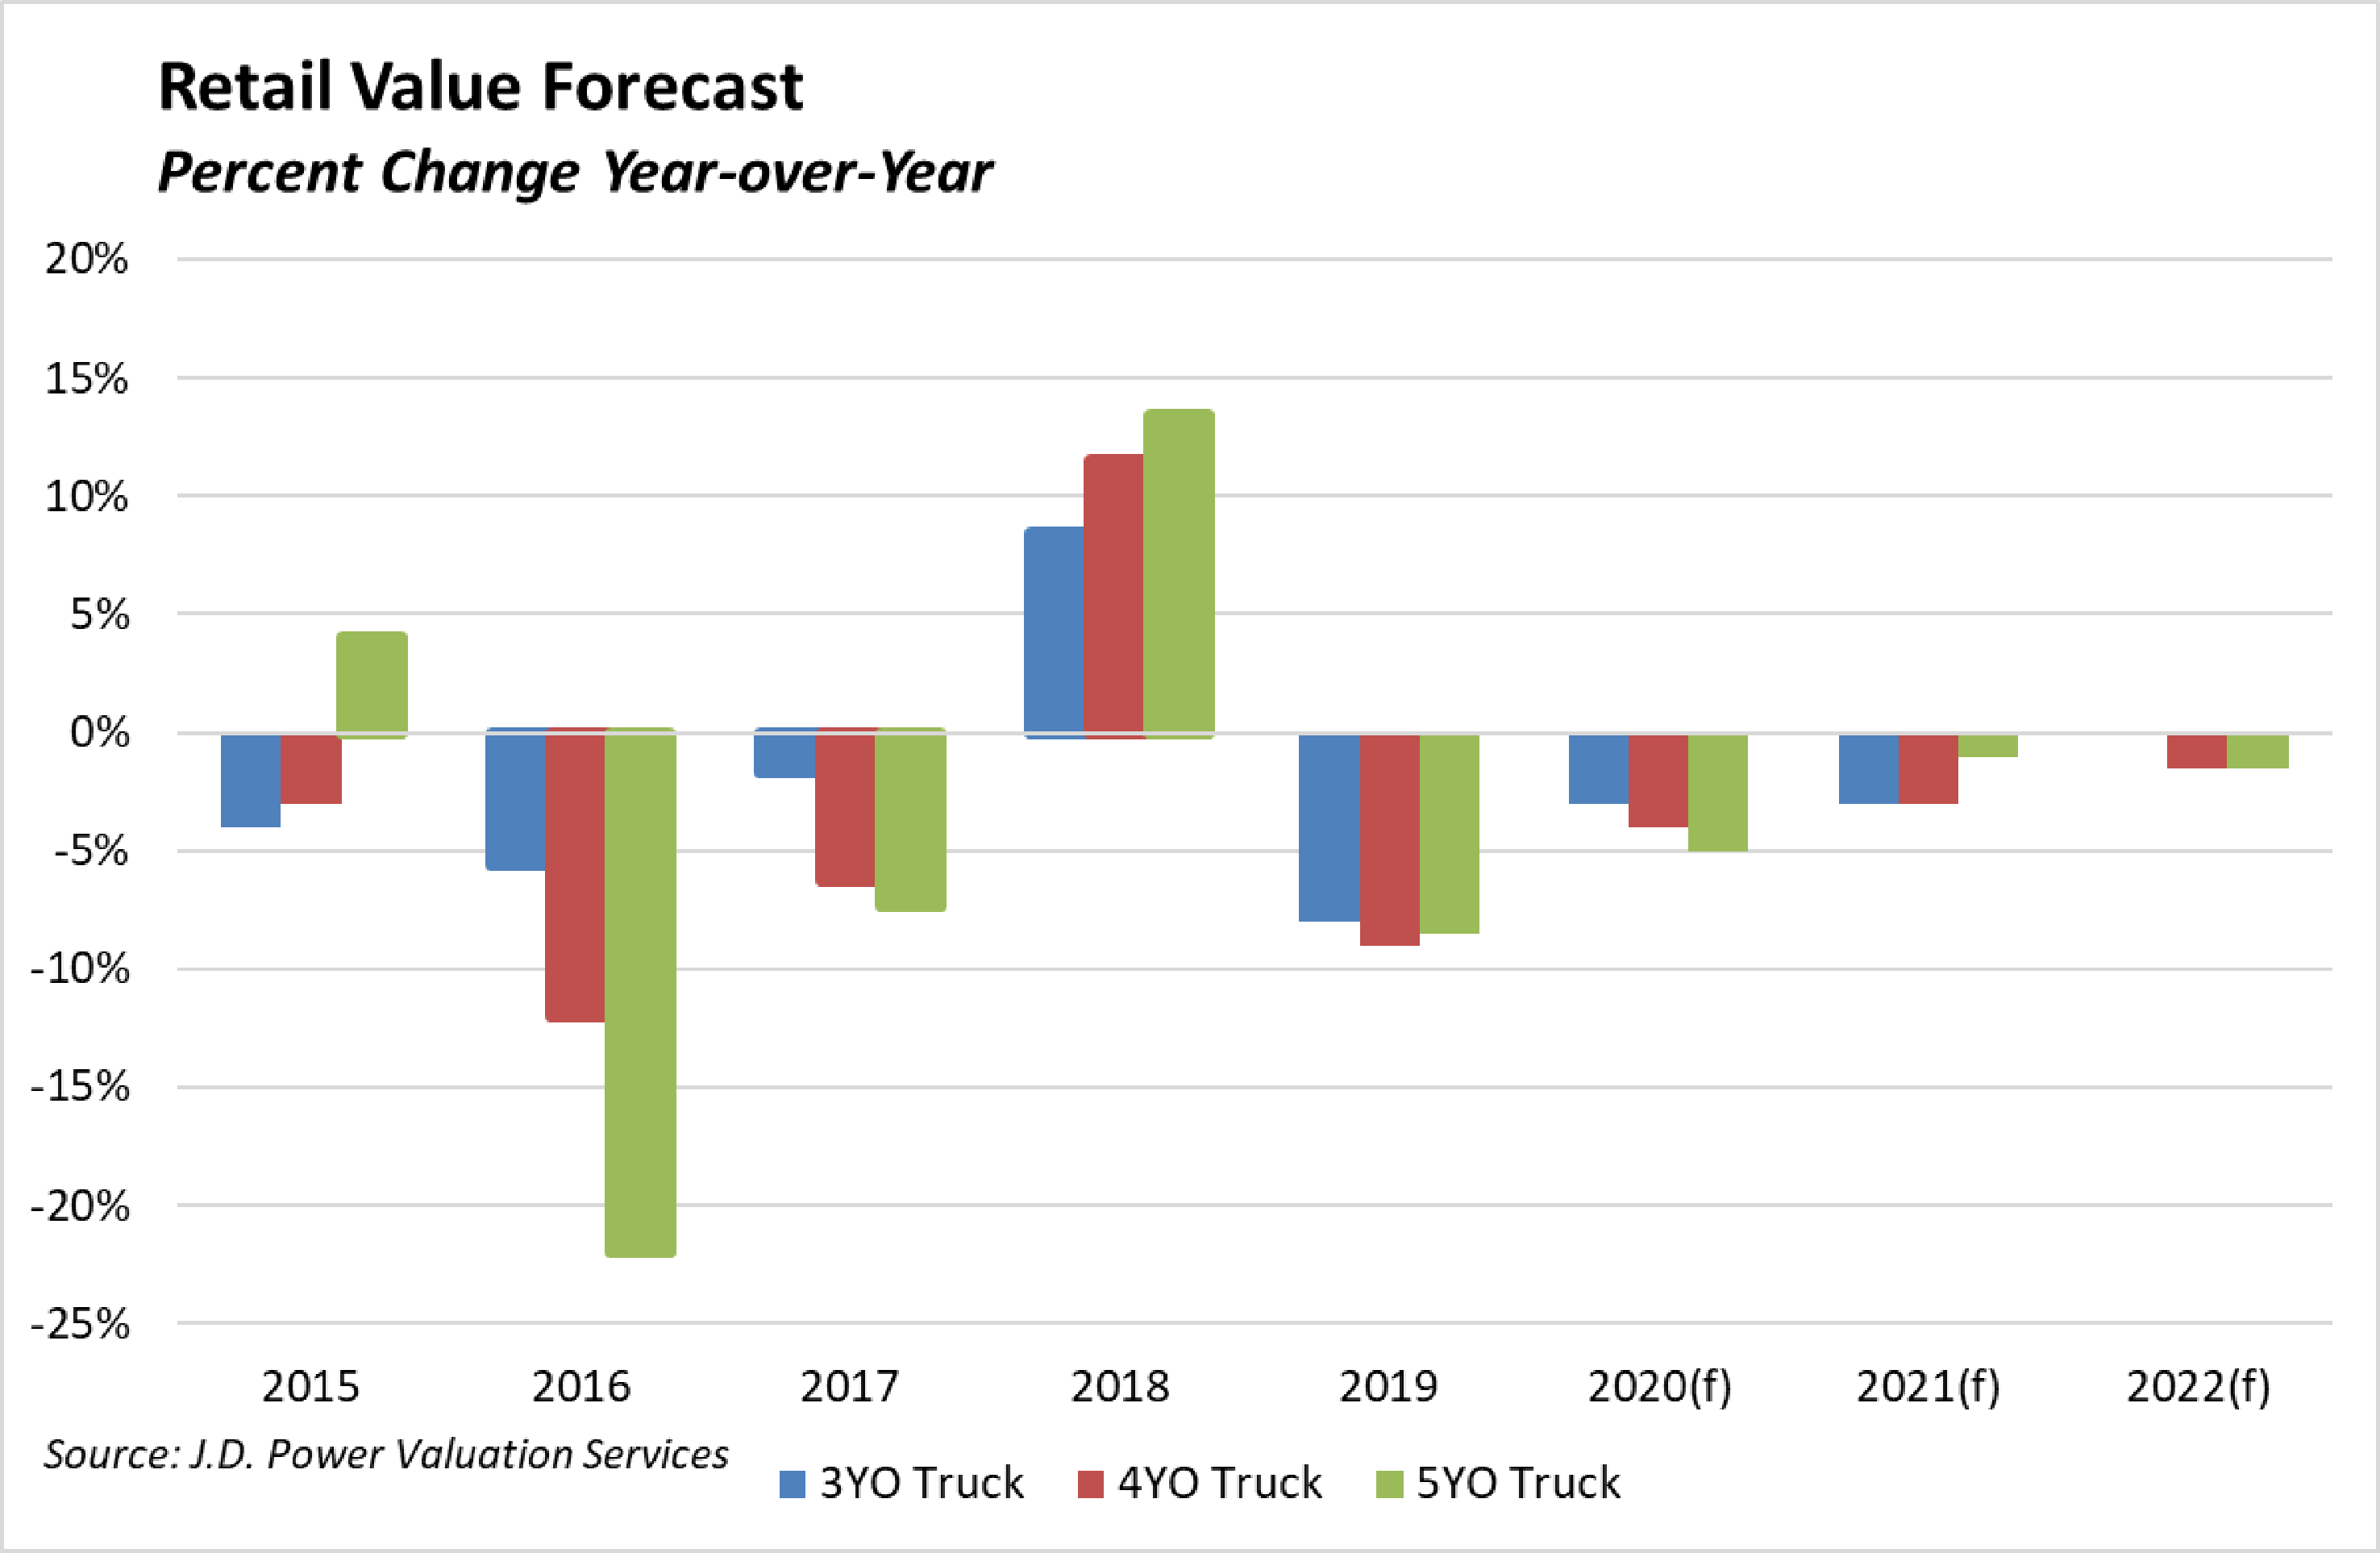 Retail Value Forecast
Percent Change Year-over-Year
20%
15%
10%
5%
0%
-5%
-10%
-15%
-20%
-25%
2015 2016 2017 2018 2019 2020(f) 2021(f) 2022(f)
Source: J.D. Power Valuation Services
3YO Truck 4YO Truck 5YO Truck